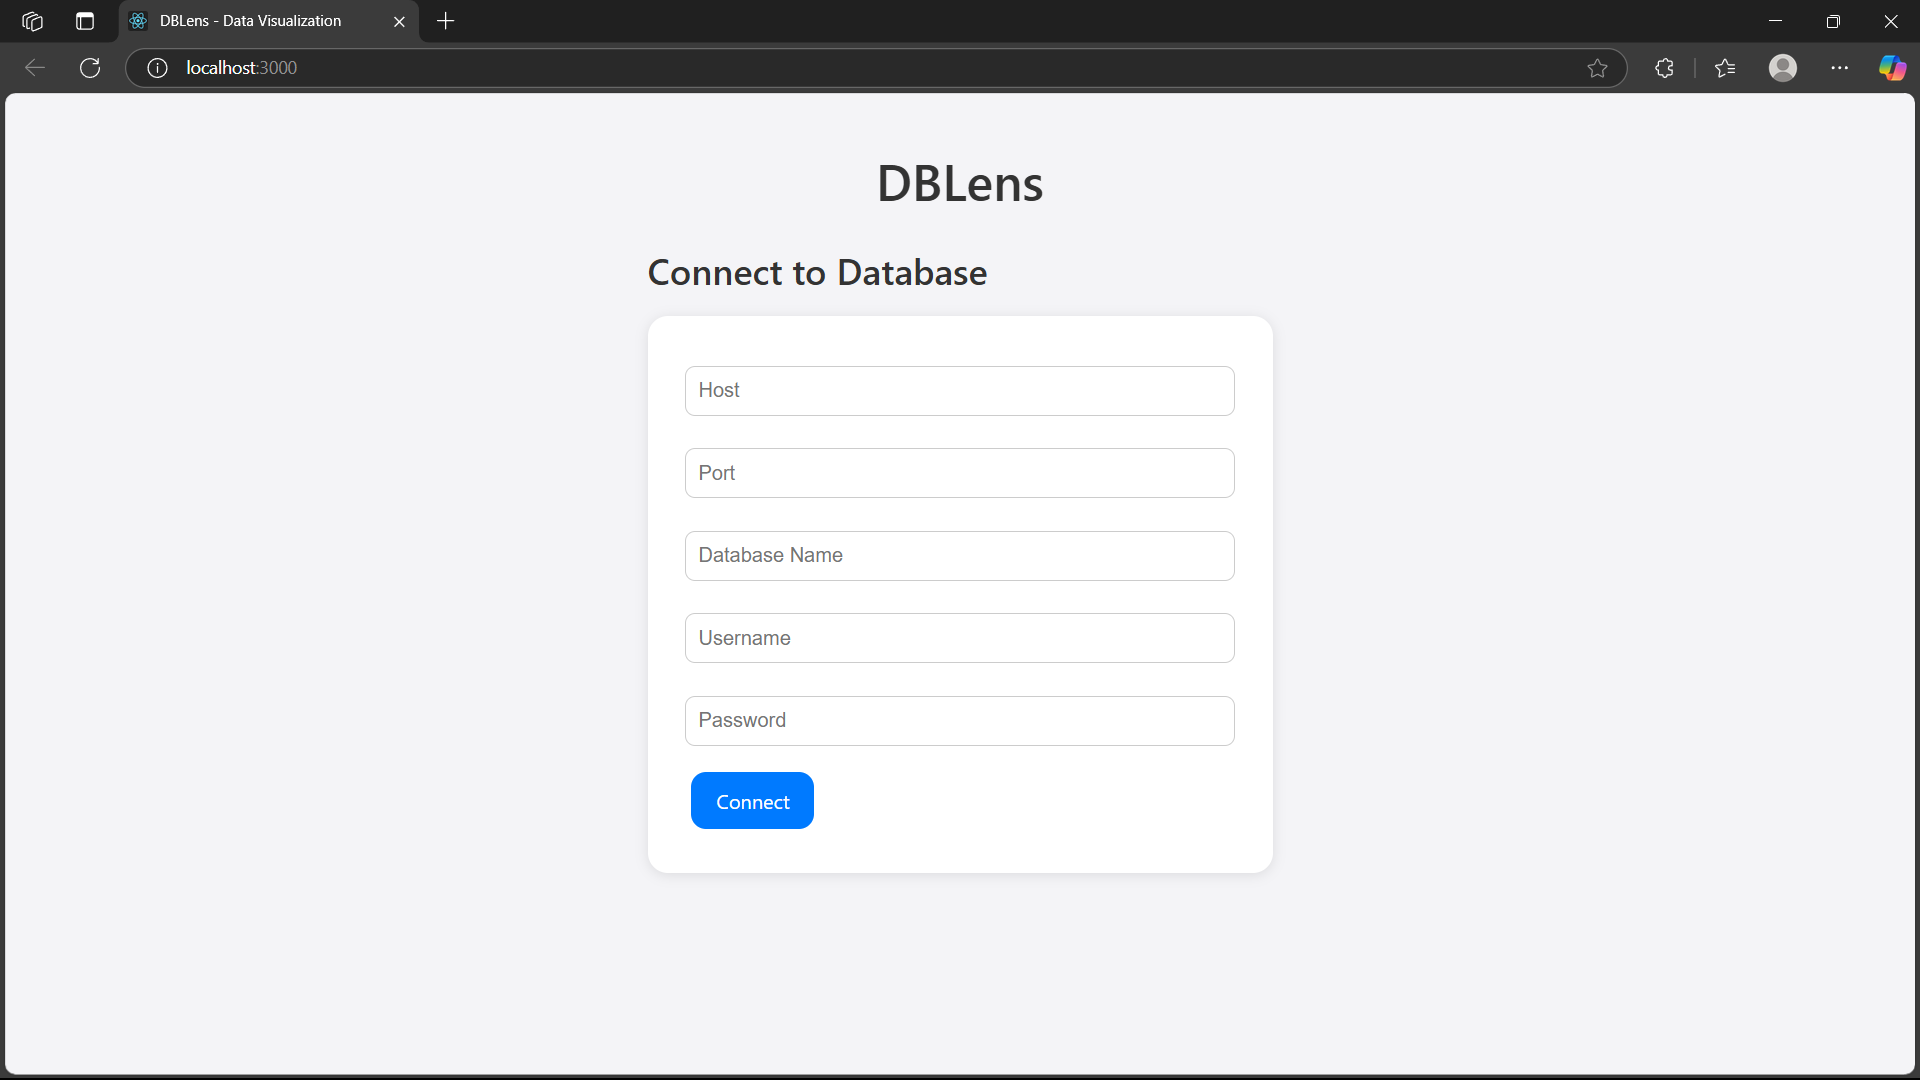 DBLens - Data Visualization
localhost:3000
DBLens
Connect to Database
Host
Port
Database Name
Username
Password
Connect